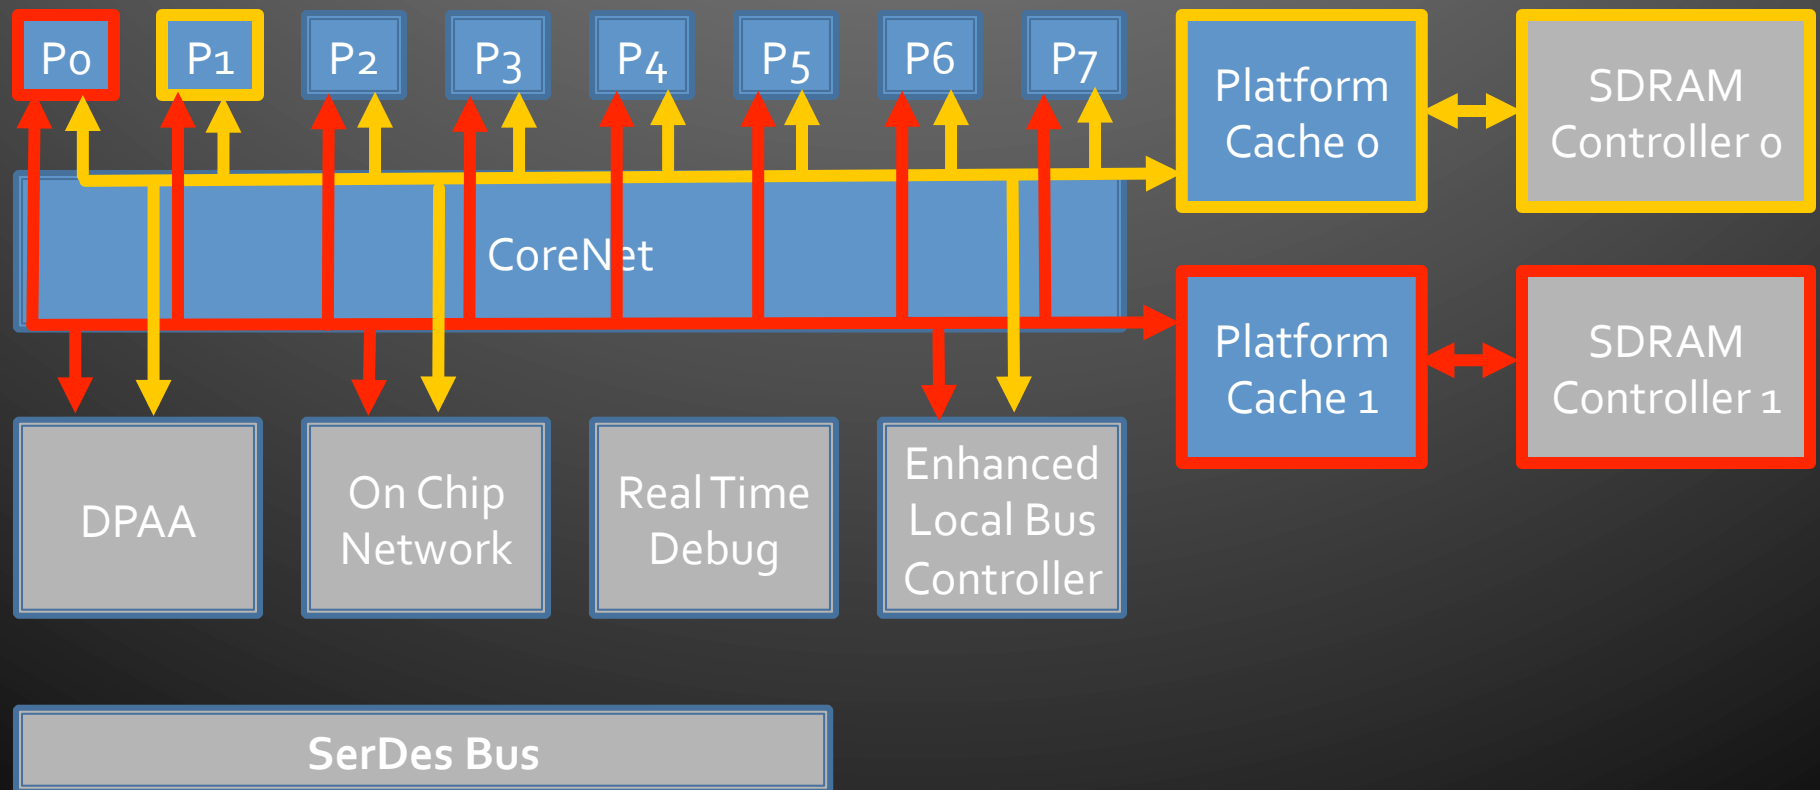 P0
P1
P2
P3
P4
P5
P6
P7
Platform
Cache 0
SDRAM
Controller 0
CoreNet
Platform
Cache 1
SDRAM
Controller 1
DPAA
On Chip
Network
Real Time
Debug
Enhanced
Local Bus
Controller
SerDes Bus